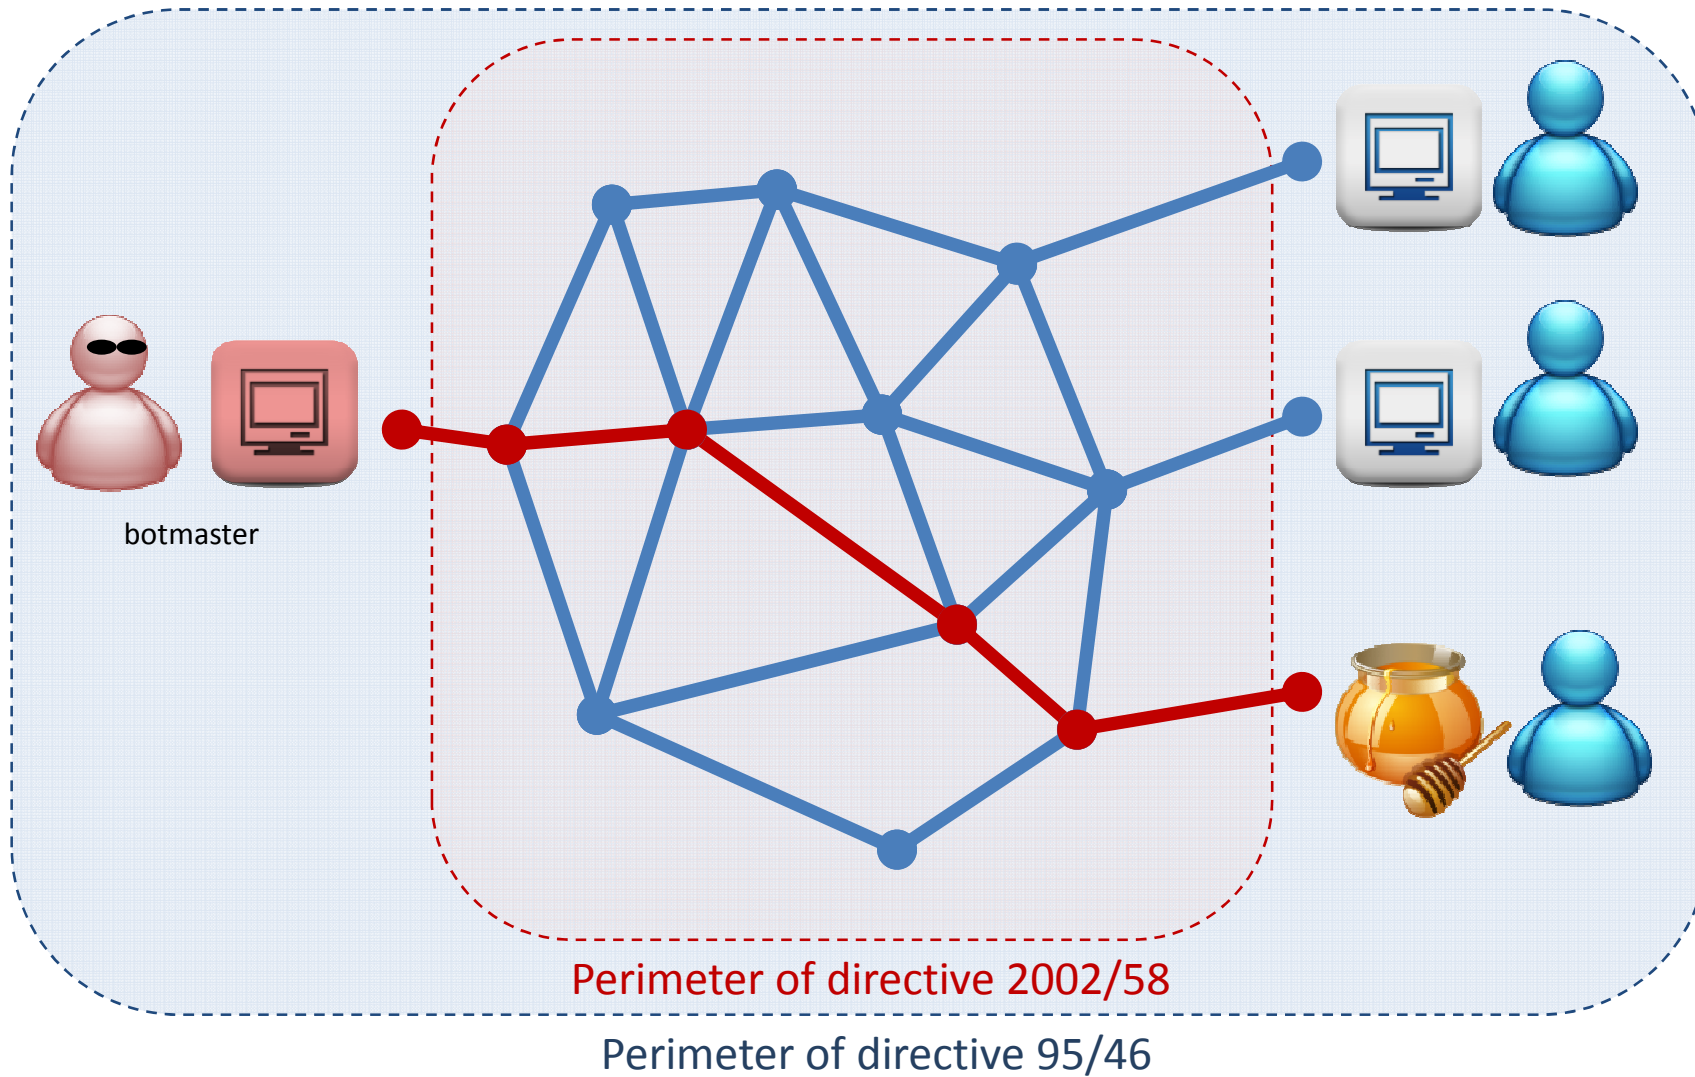 botmaster
Perimeter of directive 2002/58
Perimeter of directive 95/46